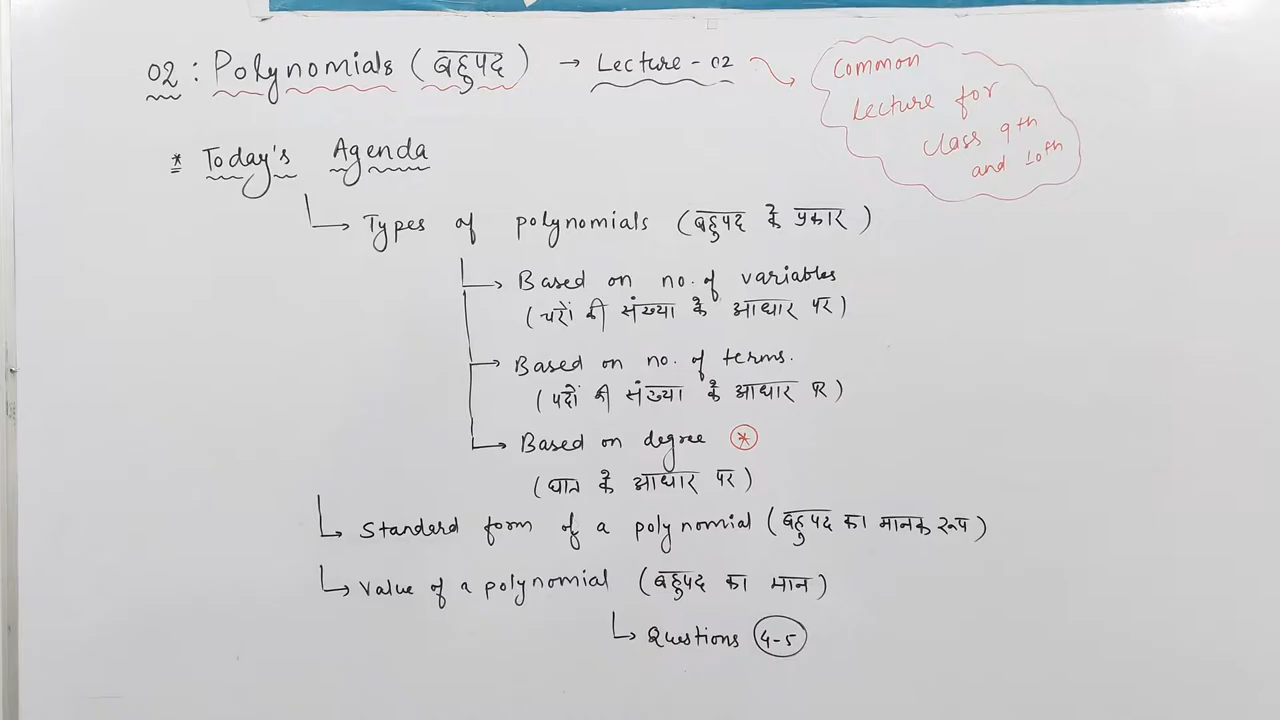 02 : Polynomials (बहुपद) → Lecture - 02
Common
Lecture for
class 9th
and 10th
* Today's Agenda
Types of polynomials (बहुपद के प्रकार)
Based on no. of variables
(चरों की संख्या के आधार पर)
Based on no. of terms.
(पदों की संख्या के आधार पर)
Based on degree *
(घात के आधार पर)
Standard form of a polynomial (बहुपद का मानक रूप)
Value of a polynomial (बहुपद का मान)
Questions 4-5